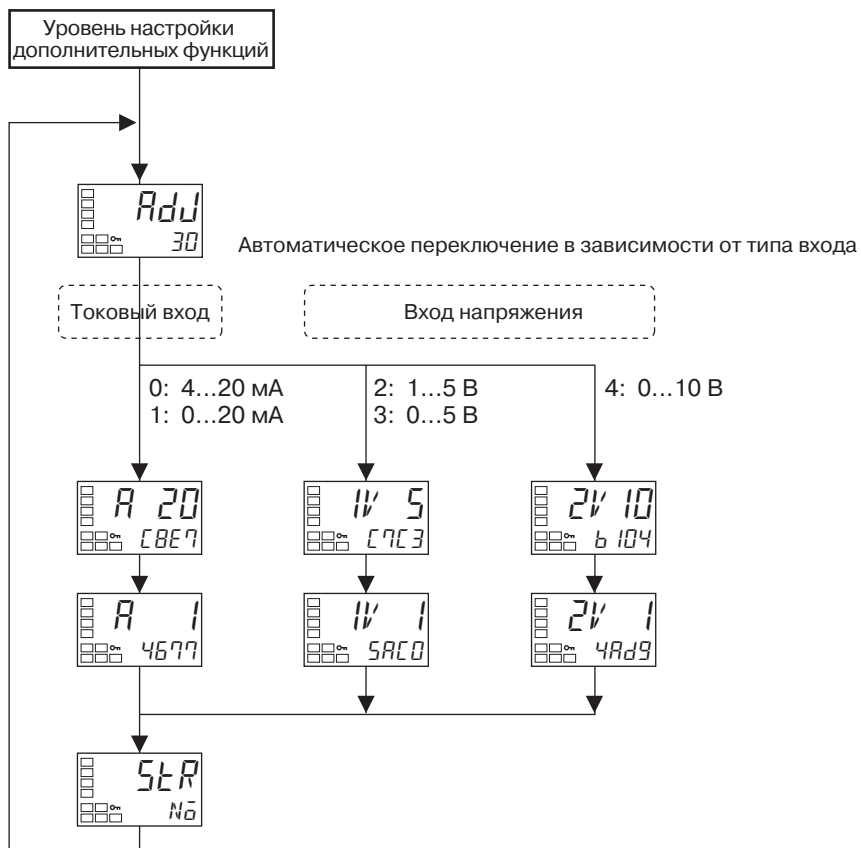 Уровень настройки
дополнительных функций
AdJ
30
Автоматическое переключение в зависимости от типа входа
Токовый вход
Вход напряжения
0: 4...20 мА
1: 0...20 мА
2: 1...5 В
3: 0...5 В
4: 0...10 В
A 20
C8E7
1V 5
C7C3
2V 10
b104
A 1
4677
1V 1
SAC0
2V 1
4Ad9
StR
No